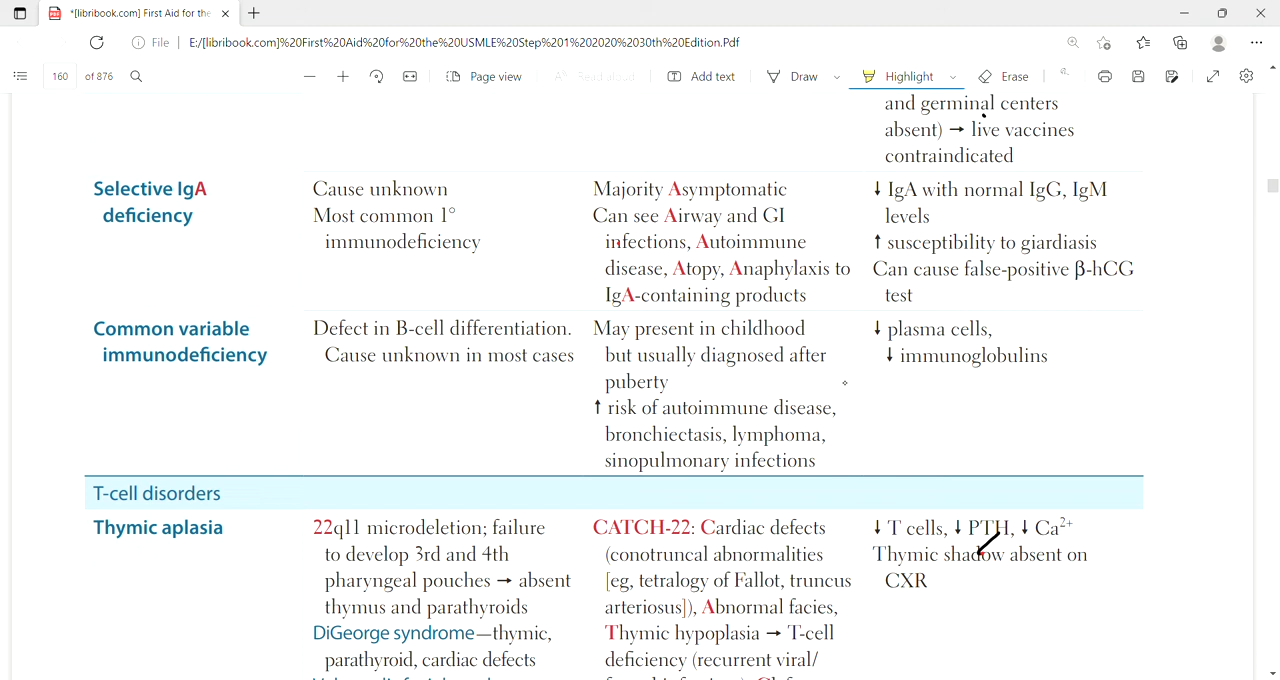 *[libribook.com] First Aid for the
File
E:/[libribook.com]%20First%20Aid%20for%20the%20USMLE%20Step%201%202020%2030th%20Edition.Pdf
160 of 876
Page view
Read aloud
Add text
Draw
Highlight
Erase
and germinal centers
absent) → live vaccines
contraindicated
Selective IgA
deficiency
Cause unknown
Most common 1°
immunodeficiency
Majority Asymptomatic
Can see Airway and GI
infections, Autoimmune
disease, Atopy, Anaphylaxis to
IgA-containing products
↓ IgA with normal IgG, IgM
levels
↑ susceptibility to giardiasis
Can cause false-positive β-hCG
test
Common variable
immunodeficiency
Defect in B-cell differentiation.
Cause unknown in most cases
May present in childhood
but usually diagnosed after
puberty
↑ risk of autoimmune disease,
bronchiectasis, lymphoma,
sinopulmonary infections
↓ plasma cells,
↓ immunoglobulins
T-cell disorders
Thymic aplasia
22q11 microdeletion; failure
to develop 3rd and 4th
pharyngeal pouches → absent
thymus and parathyroids
DiGeorge syndrome—thymic,
parathyroid, cardiac defects
CATCH-22: Cardiac defects
(conotruncal abnormalities
[eg, tetralogy of Fallot, truncus
arteriosus]), Abnormal facies,
Thymic hypoplasia → T-cell
deficiency (recurrent viral/
↓ T cells, ↓ PTH, ↓ Ca²⁺
Thymic shadow absent on
CXR